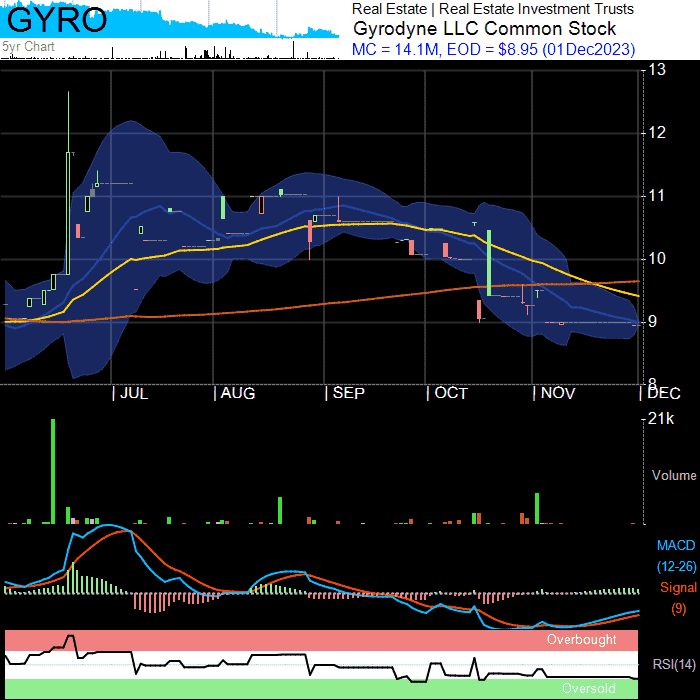 GYRO
5yr Chart
Real Estate | Real Estate Investment Trusts
Gyrodyne LLC Common Stock
MC = 14.1M, EOD = $8.95 (01Dec2023)
13
12
11
10
9
8
JUL AUG SEP OCT NOV DEC
21k
Volume
MACD
(12-26)
Signal
(9)
Overbought
RSI(14)
Oversold